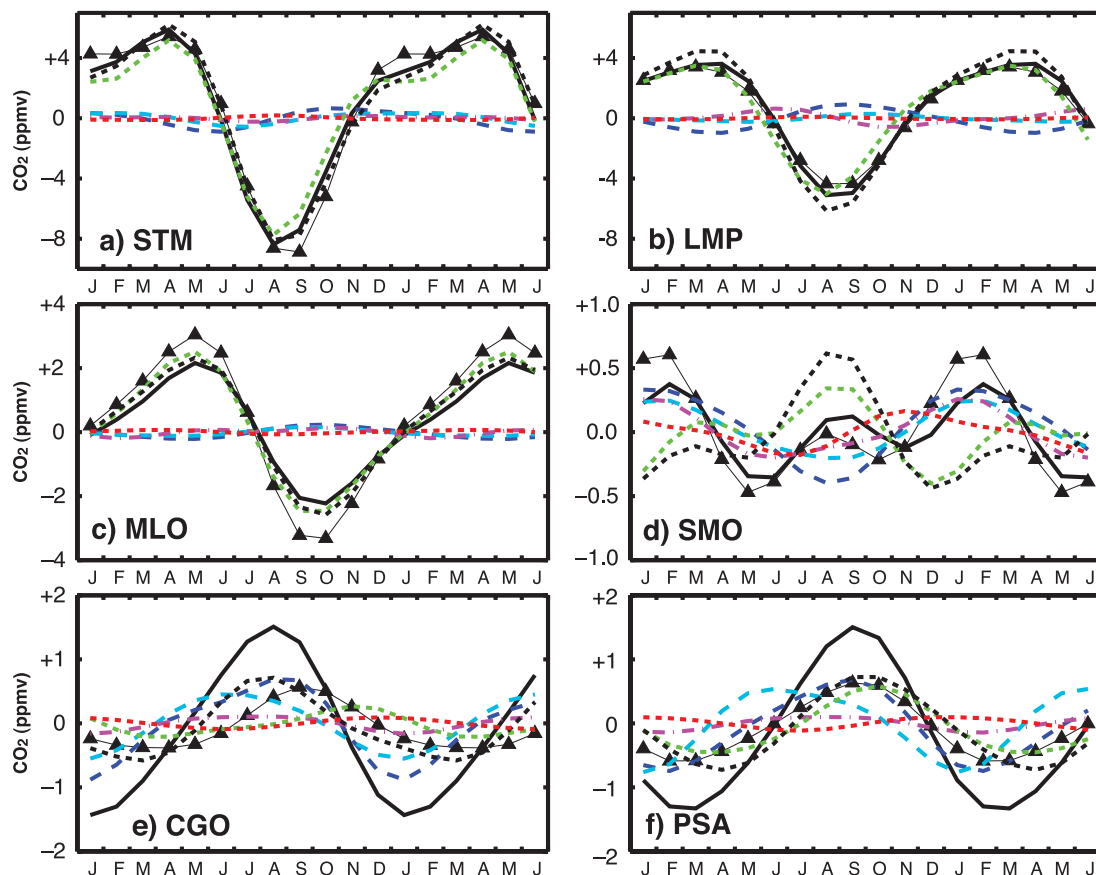 CO2 (ppmv)
+4
0
−4
−8
a) STM
J F M A M J J A S O N D J F M A M J
+4
0
-4
-8
b) LMP
J F M A M J J A S O N D J F M A M J
CO2 (ppmv)
+4
+2
0
−2
−4
c) MLO
J F M A M J J A S O N D J F M A M J
+1.0
+0.5
0.0
−0.5
−1.0
d) SMO
J F M A M J J A S O N D J F M A M J
CO2 (ppmv)
+2
+1
0
−1
−2
e) CGO
J F M A M J J A S O N D J F M A M J
+2
+1
0
−1
−2
f) PSA
J F M A M J J A S O N D J F M A M J